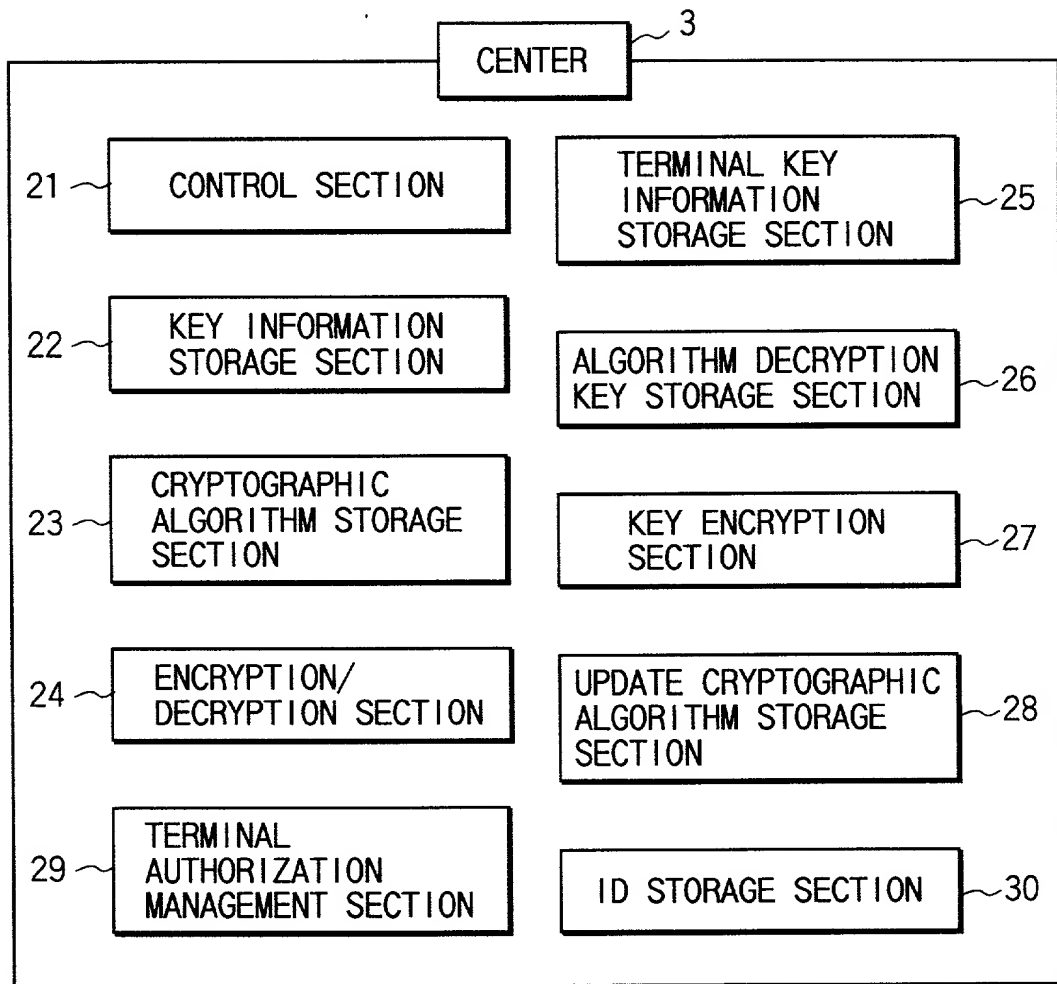 3
CENTER
21
CONTROL SECTION
22
KEY INFORMATION
STORAGE SECTION
23
CRYPTOGRAPHIC
ALGORITHM STORAGE
SECTION
24
ENCRYPTION/
DECRYPTION SECTION
29
TERMINAL
AUTHORIZATION
MANAGEMENT SECTION
TERMINAL KEY
INFORMATION
STORAGE SECTION
25
ALGORITHM DECRYPTION
KEY STORAGE SECTION
26
KEY ENCRYPTION
SECTION
27
UPDATE CRYPTOGRAPHIC
ALGORITHM STORAGE
SECTION
28
ID STORAGE SECTION
30